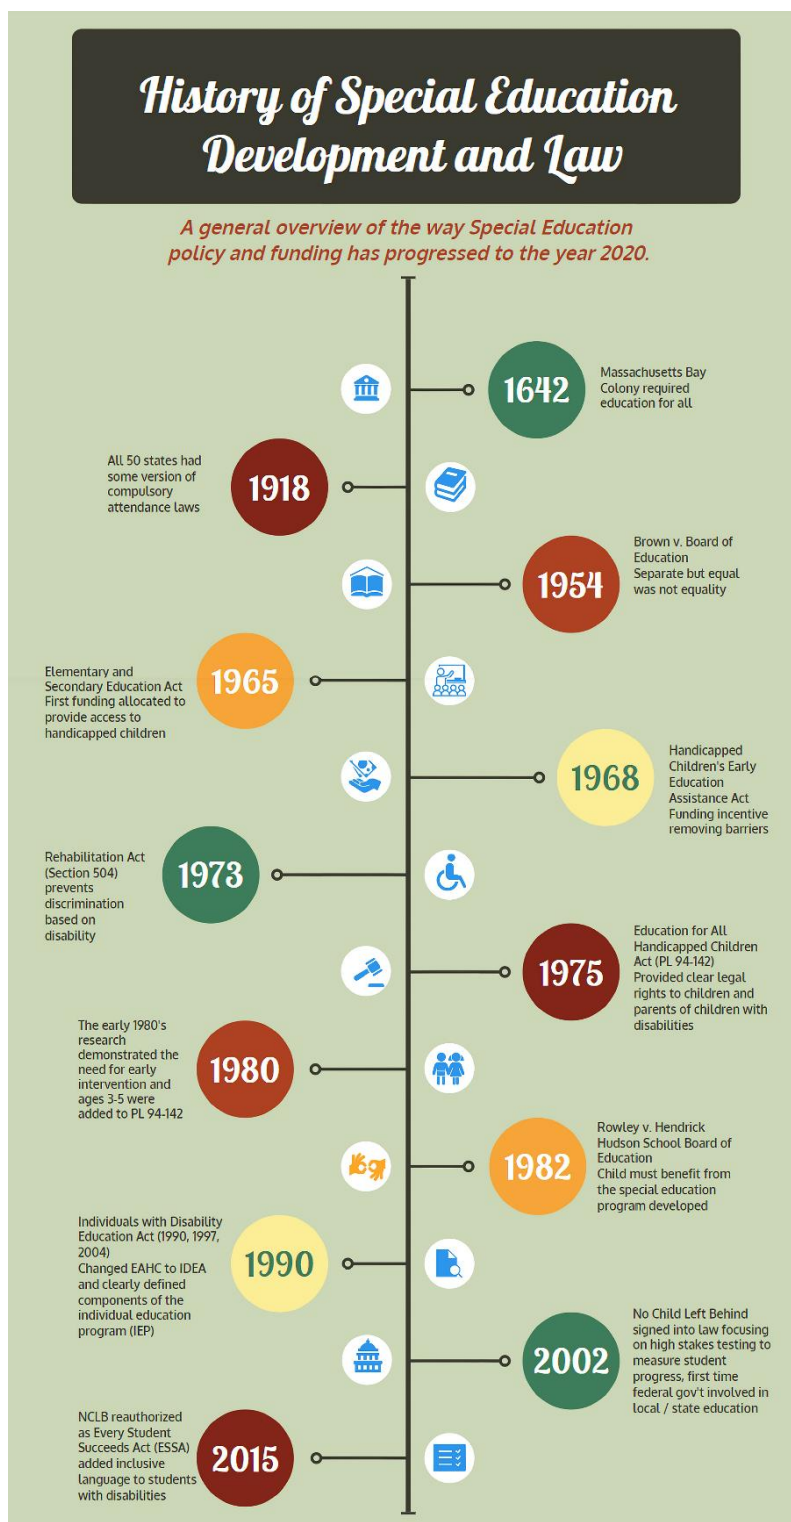 History of Special Education
Development and Law
A general overview of the way Special Education
policy and funding has progressed to the year 2020.
1642
Massachusetts Bay
Colony required
education for all
All 50 states had
some version of
compulsory
attendance laws
1918
Brown v. Board of
Education
Separate but equal
was not equality
1954
Elementary and
Secondary Education Act
First funding allocated to
provide access to
handicapped children
1965
Handicapped
Children's Early
Education
Assistance Act
Funding incentive
removing barriers
1968
Rehabilitation Act
(Section 504)
prevents
discrimination
based on
disability
1973
Education for All
Handicapped Children
Act (PL 94-142)
Provided clear legal
rights to children and
parents of children with
disabilities
1975
The early 1980's
research
demonstrated the
need for early
intervention and
ages 3-5 were
added to PL 94-142
1980
Rowley v. Hendrick
Hudson School Board of
Education
Child must benefit from
the special education
program developed
1982
Individuals with Disability
Education Act (1990, 1997,
2004)
Changed EAHC to IDEA
and clearly defined
components of the
individual education
program (IEP)
1990
No Child Left Behind
signed into law focusing
on high stakes testing to
measure student
progress, first time
federal gov't involved in
local / state education
2002
NCLB reauthorized
as Every Student
Succeeds Act (ESSA)
added inclusive
language to students
with disabilities
2015